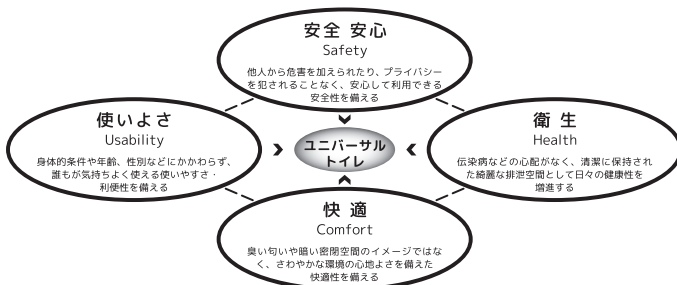 安全 安心
Safety
他人から危害を加えられたり、プライバシー
を犯されることなく、安心して利用できる
安全性を備える
使いよさ
Usability
身体的条件や年齢、性別などにかかわらず、
誰もが気持ちよく使える使いやすさ・
利便性を備える
ユニバーサル
トイレ
衛生
Health
伝染病などの心配がなく、清潔に保持され
た綺麗な排泄空間として日々の健康性を
増進する
快適
Comfort
臭い匂いや暗い密閉空間のイメージではな
く、さわやかな環境の心地よさを備えた
快適性を備える